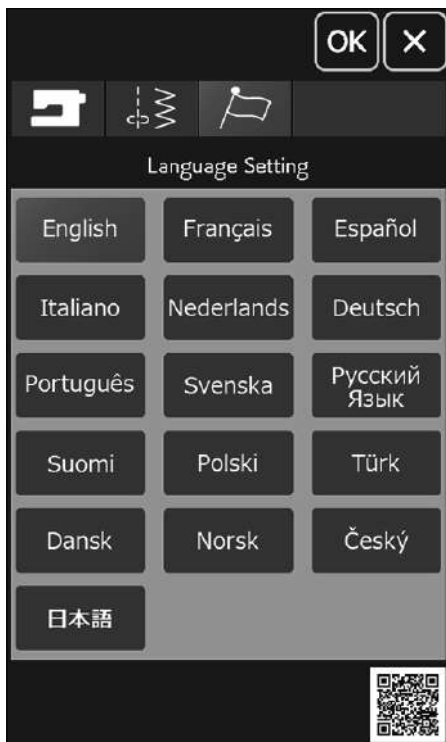 OK
Language Setting
English Français Español
Italiano Nederlands Deutsch
Português Svenska Русский
Язык
Suomi Polski Türk
Dansk Norsk Český
日本語